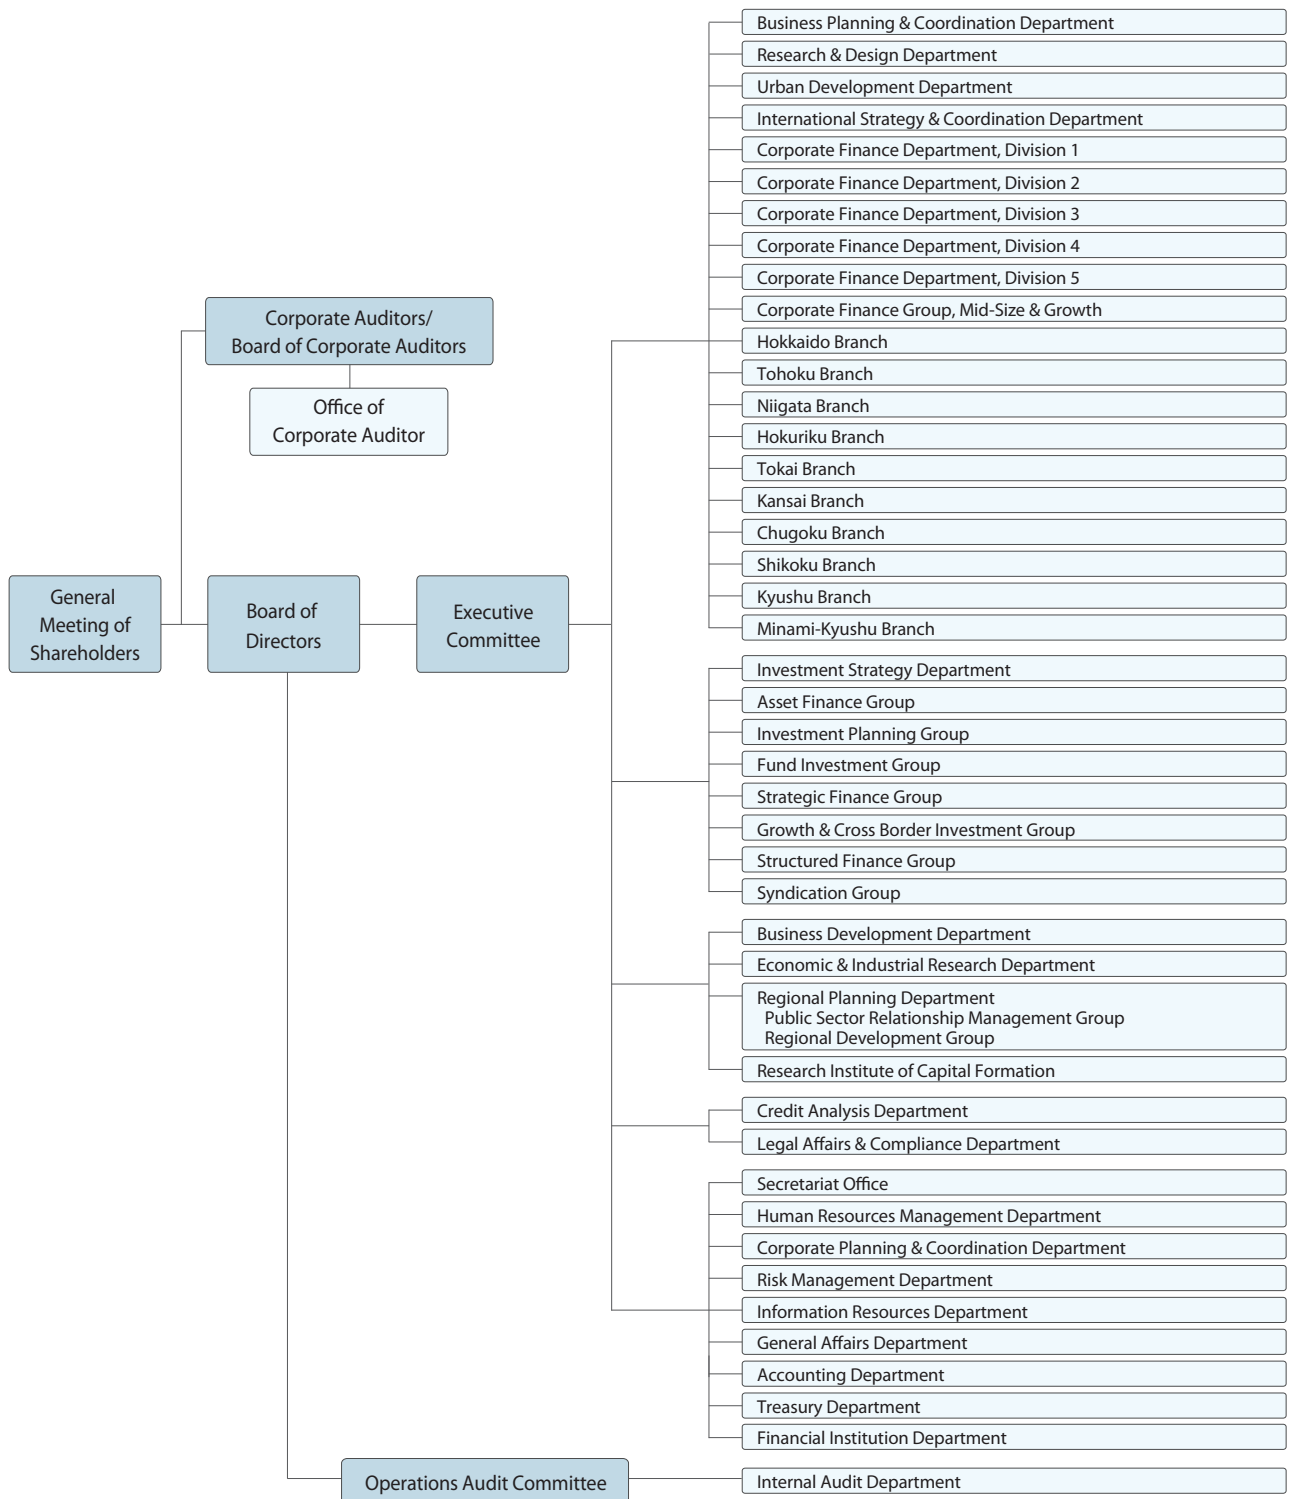 Business Planning & Coordination Department
Research & Design Department
Urban Development Department
International Strategy & Coordination Department
Corporate Finance Department, Division 1
Corporate Finance Department, Division 2
Corporate Finance Department, Division 3
Corporate Finance Department, Division 4
Corporate Finance Department, Division 5
Corporate Finance Group, Mid-Size & Growth
Corporate Auditors/
Board of Corporate Auditors
Office of
Corporate Auditor
Hokkaido Branch
Tohoku Branch
Niigata Branch
Hokuriku Branch
Tokai Branch
Kansai Branch
Chugoku Branch
Shikoku Branch
Kyushu Branch
Minami-Kyushu Branch
General
Meeting of
Shareholders
Board of
Directors
Executive
Committee
Investment Strategy Department
Asset Finance Group
Investment Planning Group
Fund Investment Group
Strategic Finance Group
Growth & Cross Border Investment Group
Structured Finance Group
Syndication Group
Business Development Department
Economic & Industrial Research Department
Regional Planning Department
Public Sector Relationship Management Group
Regional Development Group
Research Institute of Capital Formation
Credit Analysis Department
Legal Affairs & Compliance Department
Secretariat Office
Human Resources Management Department
Corporate Planning & Coordination Department
Risk Management Department
Information Resources Department
General Affairs Department
Accounting Department
Treasury Department
Financial Institution Department
Operations Audit Committee
Internal Audit Department